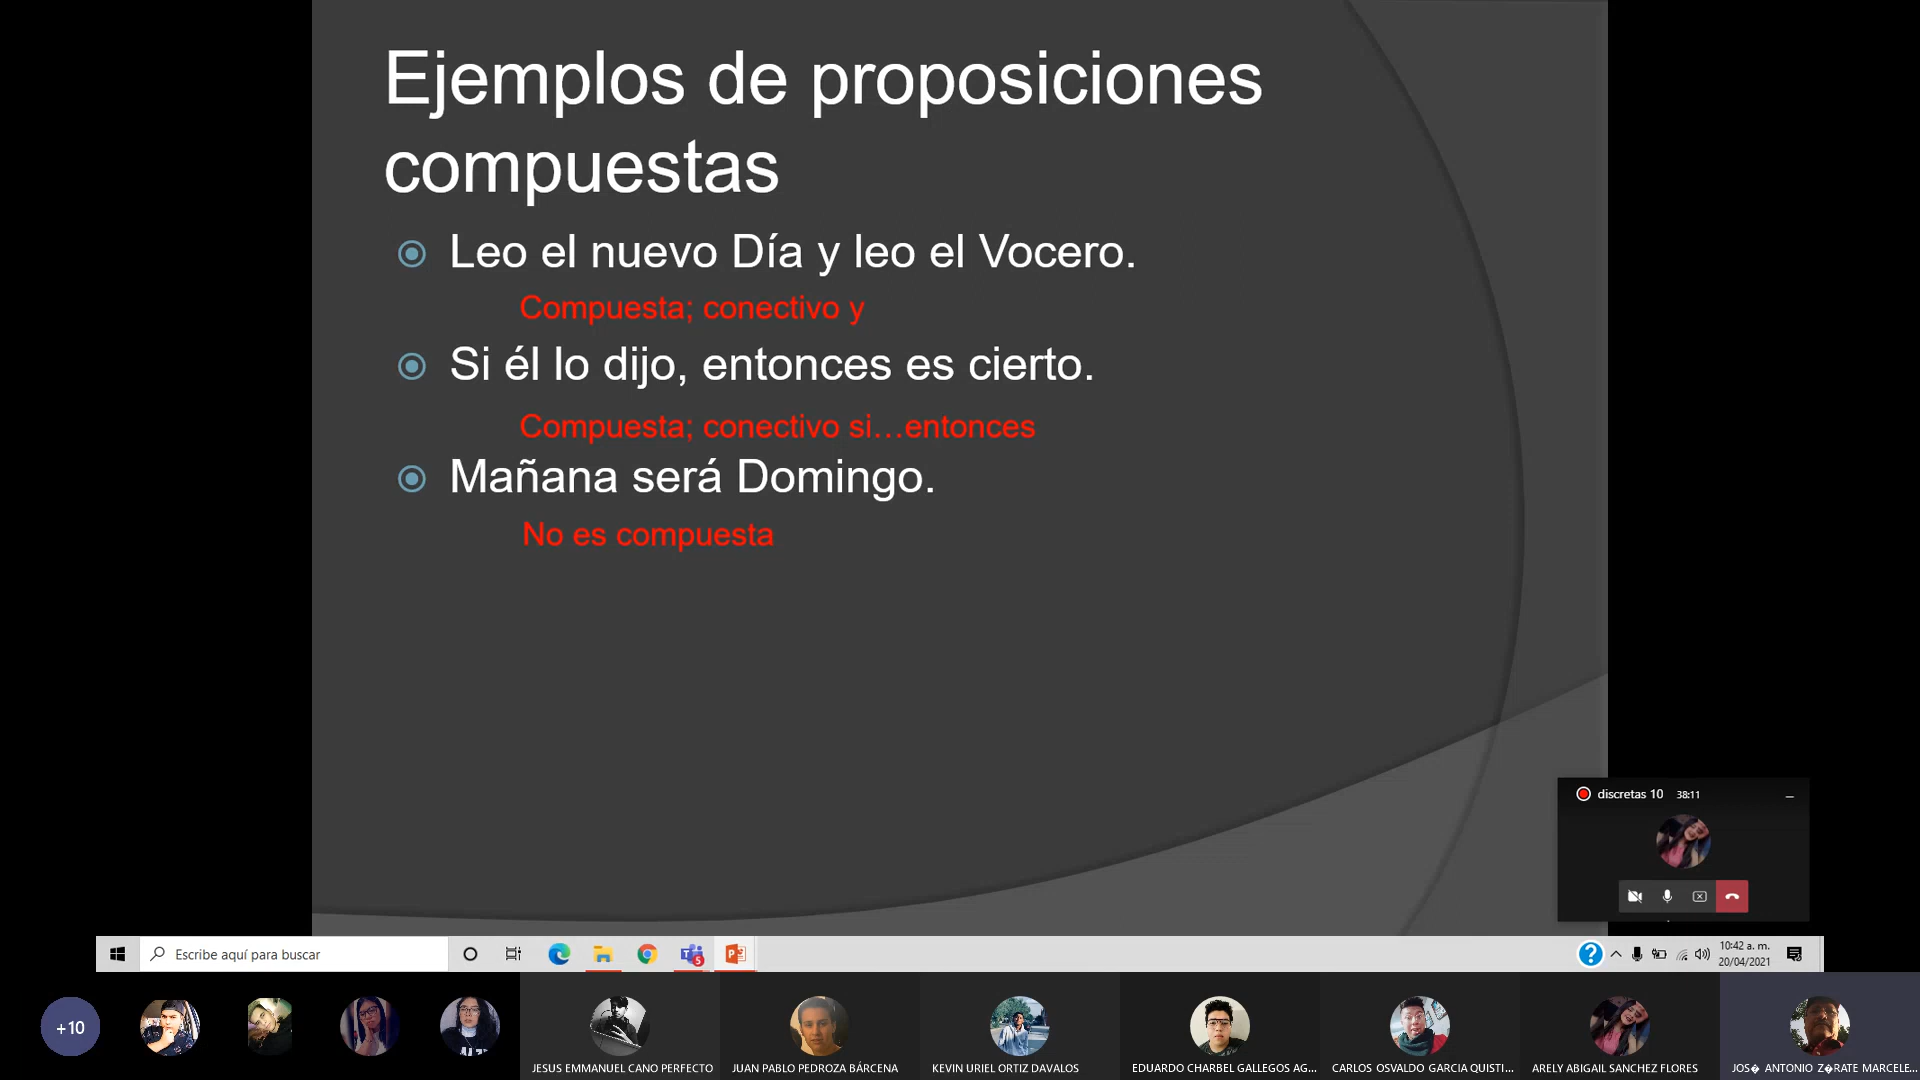 Ejemplos de proposiciones
compuestas
Leo el nuevo Día y leo el Vocero.
Compuesta; conectivo y
Si él lo dijo, entonces es cierto.
Compuesta; conectivo si...entonces
Mañana será Domingo.
No es compuesta
discretas 10 38:11
Escribe aquí para buscar
10:42 a. m.
20/04/2021
+10
JESUS EMMANUEL CANO PERFECTO
JUAN PABLO PEDROZA BÁRCENA
KEVIN URIEL ORTIZ DAVALOS
EDUARDO CHARBEL GALLEGOS AG...
CARLOS OSVALDO GARCIA QUISTI...
ARELY ABIGAIL SANCHEZ FLORES
JOS� ANTONIO Z�RATE MARCELE...